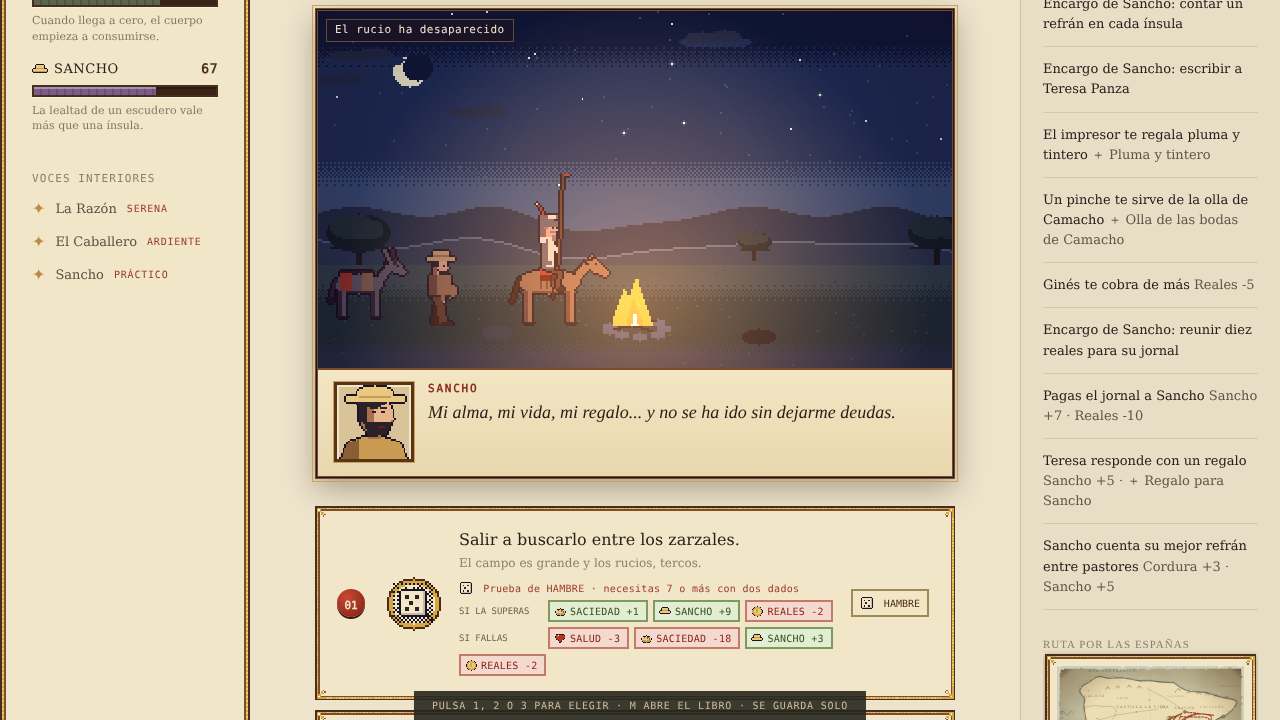 Cuando llega a cero, el cuerpo
empieza a consumirse.
SANCHO 67
La lealtad de un escudero vale
más que una ínsula.
VOCES INTERIORES
La Razón SERENA
El Caballero ARDIENTE
Sancho PRÁCTICO
El rucio ha desaparecido
SANCHO
Mi alma, mi vida, mi regalo... y no se ha ido sin dejarme deudas.
01
Salir a buscarlo entre los zarzales.
El campo es grande y los rucios, tercos.
Prueba de HAMBRE · necesitas 7 o más con dos dados
SI LA SUPERAS SACIEDAD +1 SANCHO +9 REALES -2
SI FALLAS SALUD -3 SACIEDAD -18 SANCHO +3
REALES -2
HAMBRE
PULSA 1, 2 O 3 PARA ELEGIR · M ABRE EL LIBRO · SE GUARDA SOLO
Encargo de Sancho: contar un
refrán en cada ínsula
Encargo de Sancho: escribir a
Teresa Panza
El impresor te regala pluma y
tintero + Pluma y tintero
Un pinche te sirve de la olla de
Camacho + Olla de las bodas
de Camacho
Ginés te cobra de más Reales -5
Encargo de Sancho: reunir diez
reales para su jornal
Pagas el jornal a Sancho Sancho
+7 · Reales -10
Teresa responde con un regalo
Sancho +5 · + Regalo para
Sancho
Sancho cuenta su mejor refrán
entre pastores Cordura +3 ·
Sancho +5
RUTA POR LAS ESPAÑAS